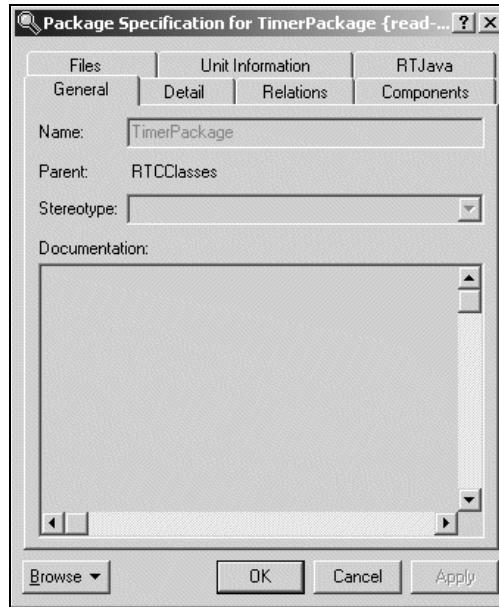 Package Specification for TimerPackage {read-...
Files Unit Information RTJava
General Detail Relations Components
Name: TimerPackage
Parent: RTCClasses
Stereotype:
Documentation:
Browse OK Cancel Apply